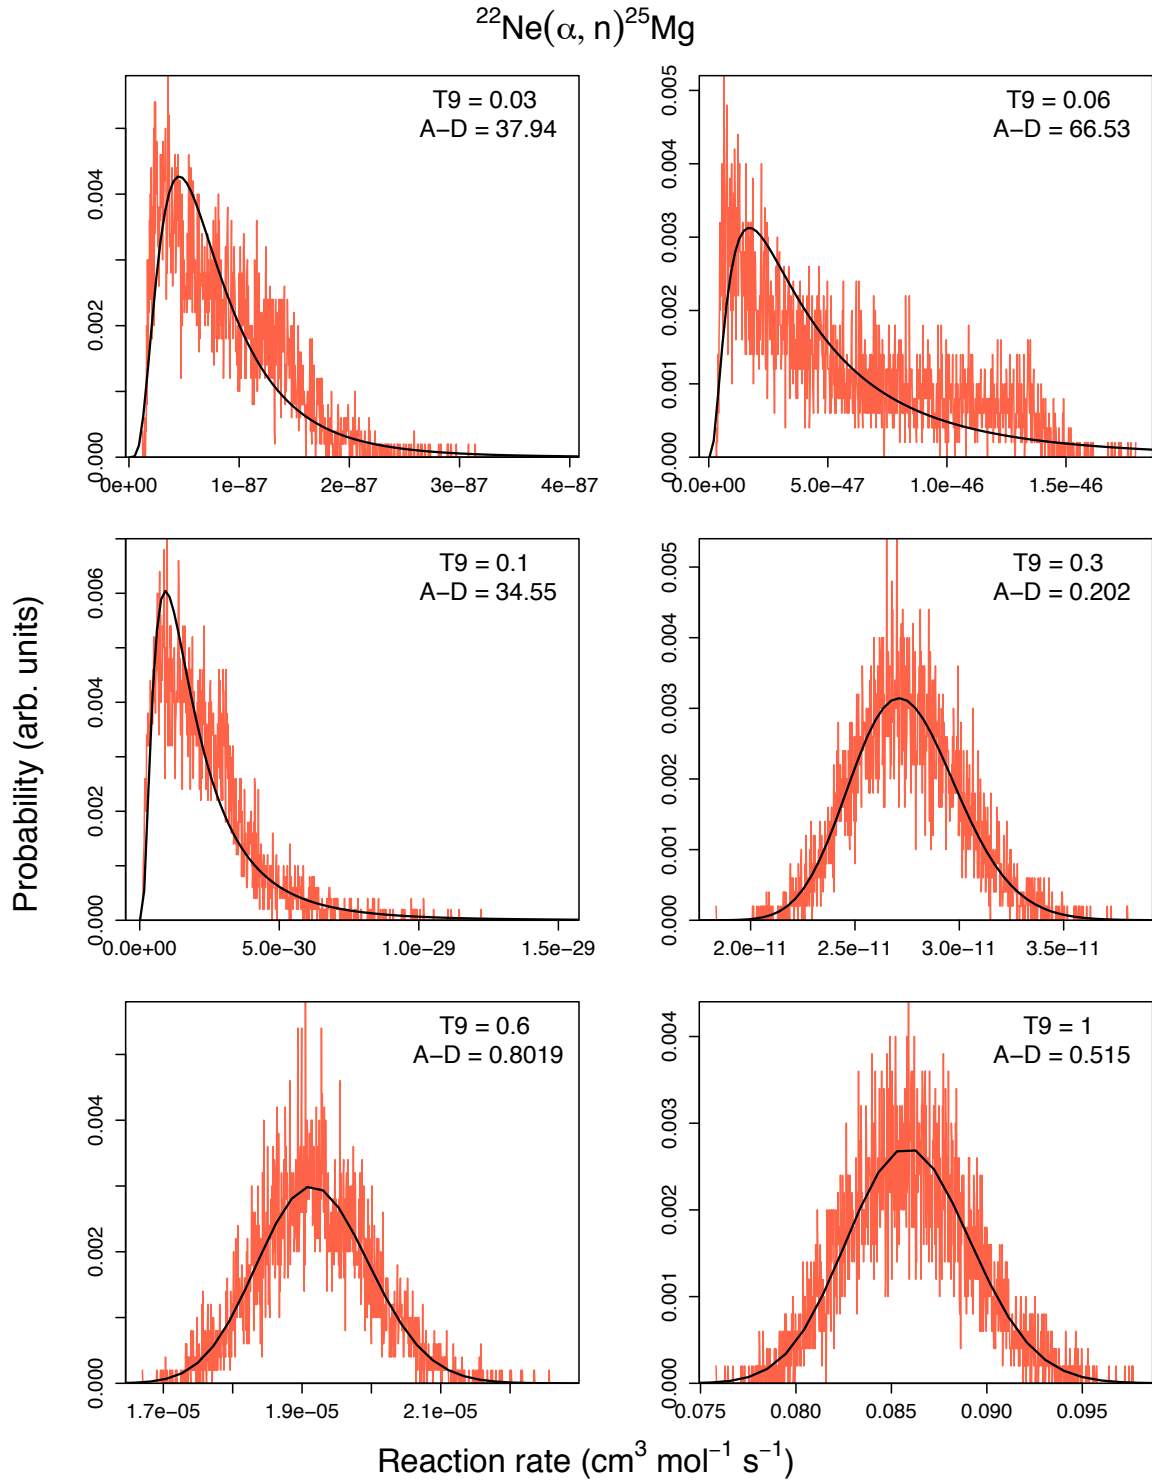 ²²Ne(α, n)²⁵Mg
T9 = 0.03
A−D = 37.94
0.000
0.002
0.004
0e+00 1e−87 2e−87 3e−87 4e−87
T9 = 0.06
A−D = 66.53
0.000
0.001
0.002
0.003
0.004
0.005
0.0e+00 5.0e−47 1.0e−46 1.5e−46
T9 = 0.1
A−D = 34.55
0.000
0.002
0.004
0.006
0.0e+00 5.0e−30 1.0e−29 1.5e−29
T9 = 0.3
A−D = 0.202
0.000
0.001
0.002
0.003
0.004
0.005
2.0e−11 2.5e−11 3.0e−11 3.5e−11
T9 = 0.6
A−D = 0.8019
0.000
0.002
0.004
1.7e−05 1.9e−05 2.1e−05
T9 = 1
A−D = 0.515
0.000
0.001
0.002
0.003
0.004
0.075 0.080 0.085 0.090 0.095
Probability (arb. units)
Reaction rate (cm³ mol⁻¹ s⁻¹)